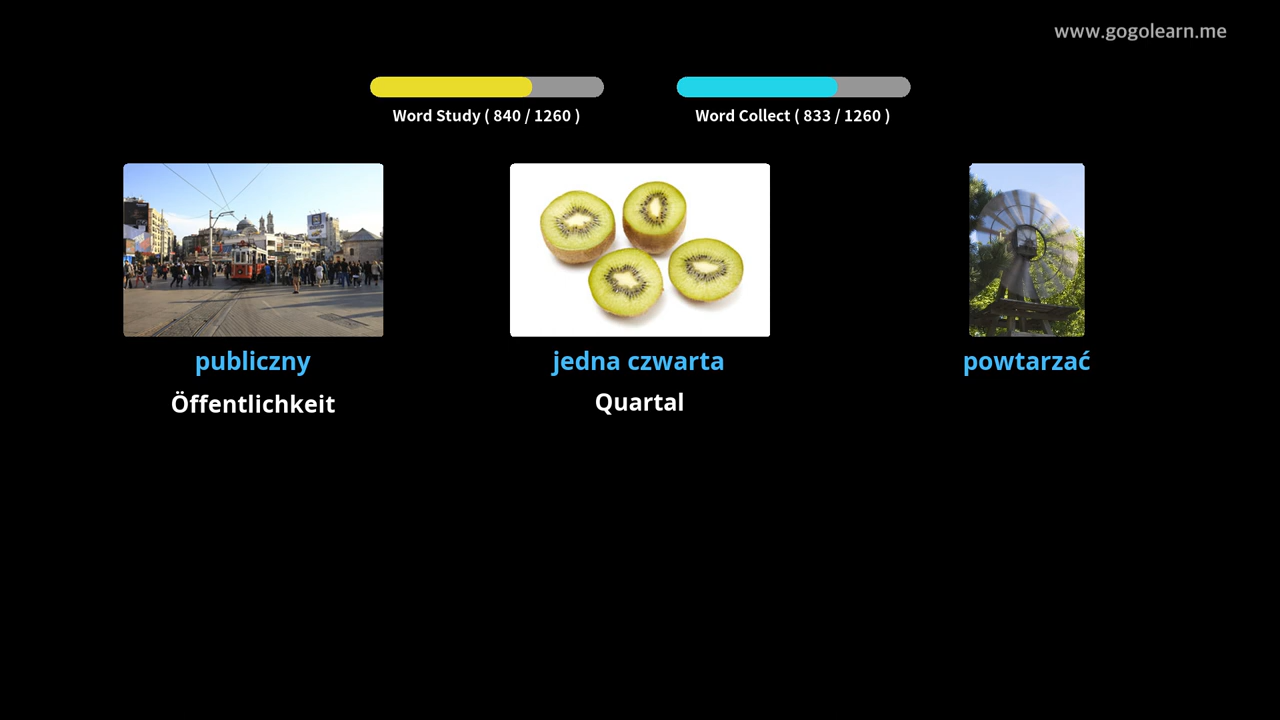 www.gogolearn.me
Word Study ( 840 / 1260 )
Word Collect ( 833 / 1260 )
publiczny
jedna czwarta
powtarzać
Öffentlichkeit
Quartal